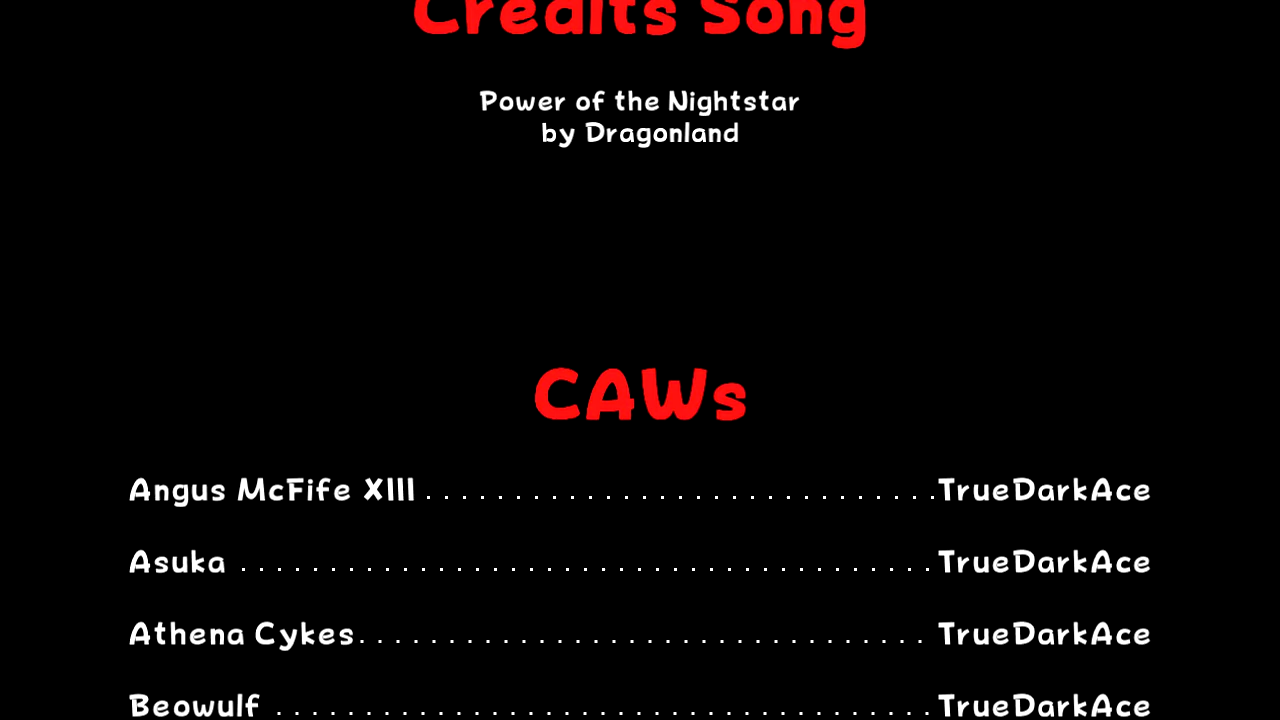 Credits Song
Power of the Nightstar
by Dragonland
CAWs
Angus McFife XIII . . . . . . . . . . . . . . . . . . . . . . . . . . . . .TrueDarkAce
Asuka . . . . . . . . . . . . . . . . . . . . . . . . . . . . . . . . . . . . . . .TrueDarkAce
Athena Cykes. . . . . . . . . . . . . . . . . . . . . . . . . . . . . . . . TrueDarkAce
Beowulf . . . . . . . . . . . . . . . . . . . . . . . . . . . . . . . . . . . . .TrueDarkAce